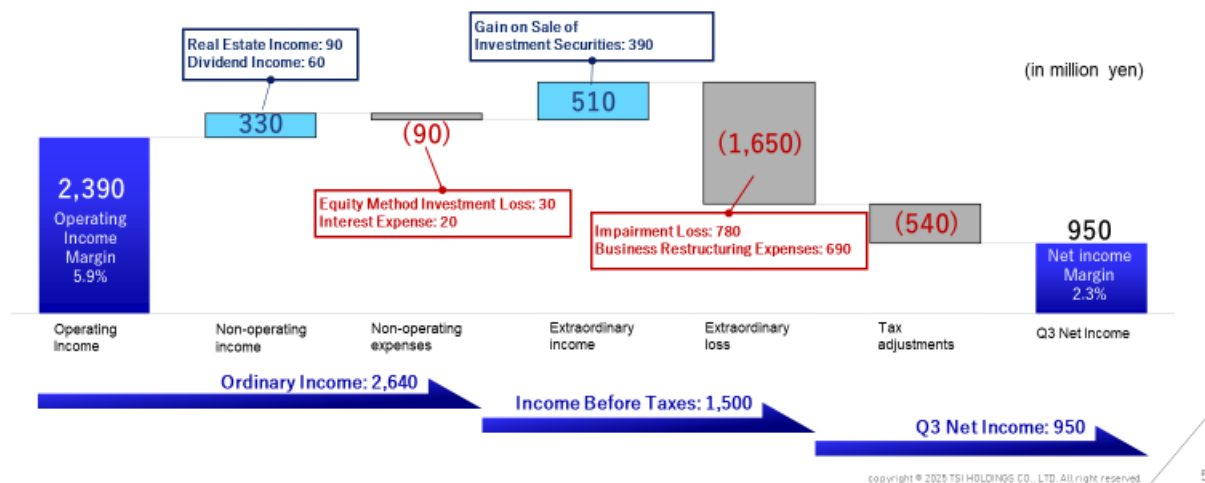 Real Estate Income: 90
Dividend Income: 60
Gain on Sale of
Investment Securities: 390
(in million yen)
330
(90)
510
(1,650)
2,390
Operating
Income
Margin
5.9%
Equity Method Investment Loss: 30
Interest Expense: 20
Impairment Loss: 780
Business Restructuring Expenses: 690
(540)
950
Net income
Margin
2.3%
Operating
Income
Non-operating
income
Non-operating
expenses
Extraordinary
income
Extraordinary
loss
Tax
adjustments
Q3 Net Income
Ordinary Income: 2,640
Income Before Taxes: 1,500
Q3 Net Income: 950
copyright © 2025 TSI HOLDINGS CO., LTD. All right reserved.
5